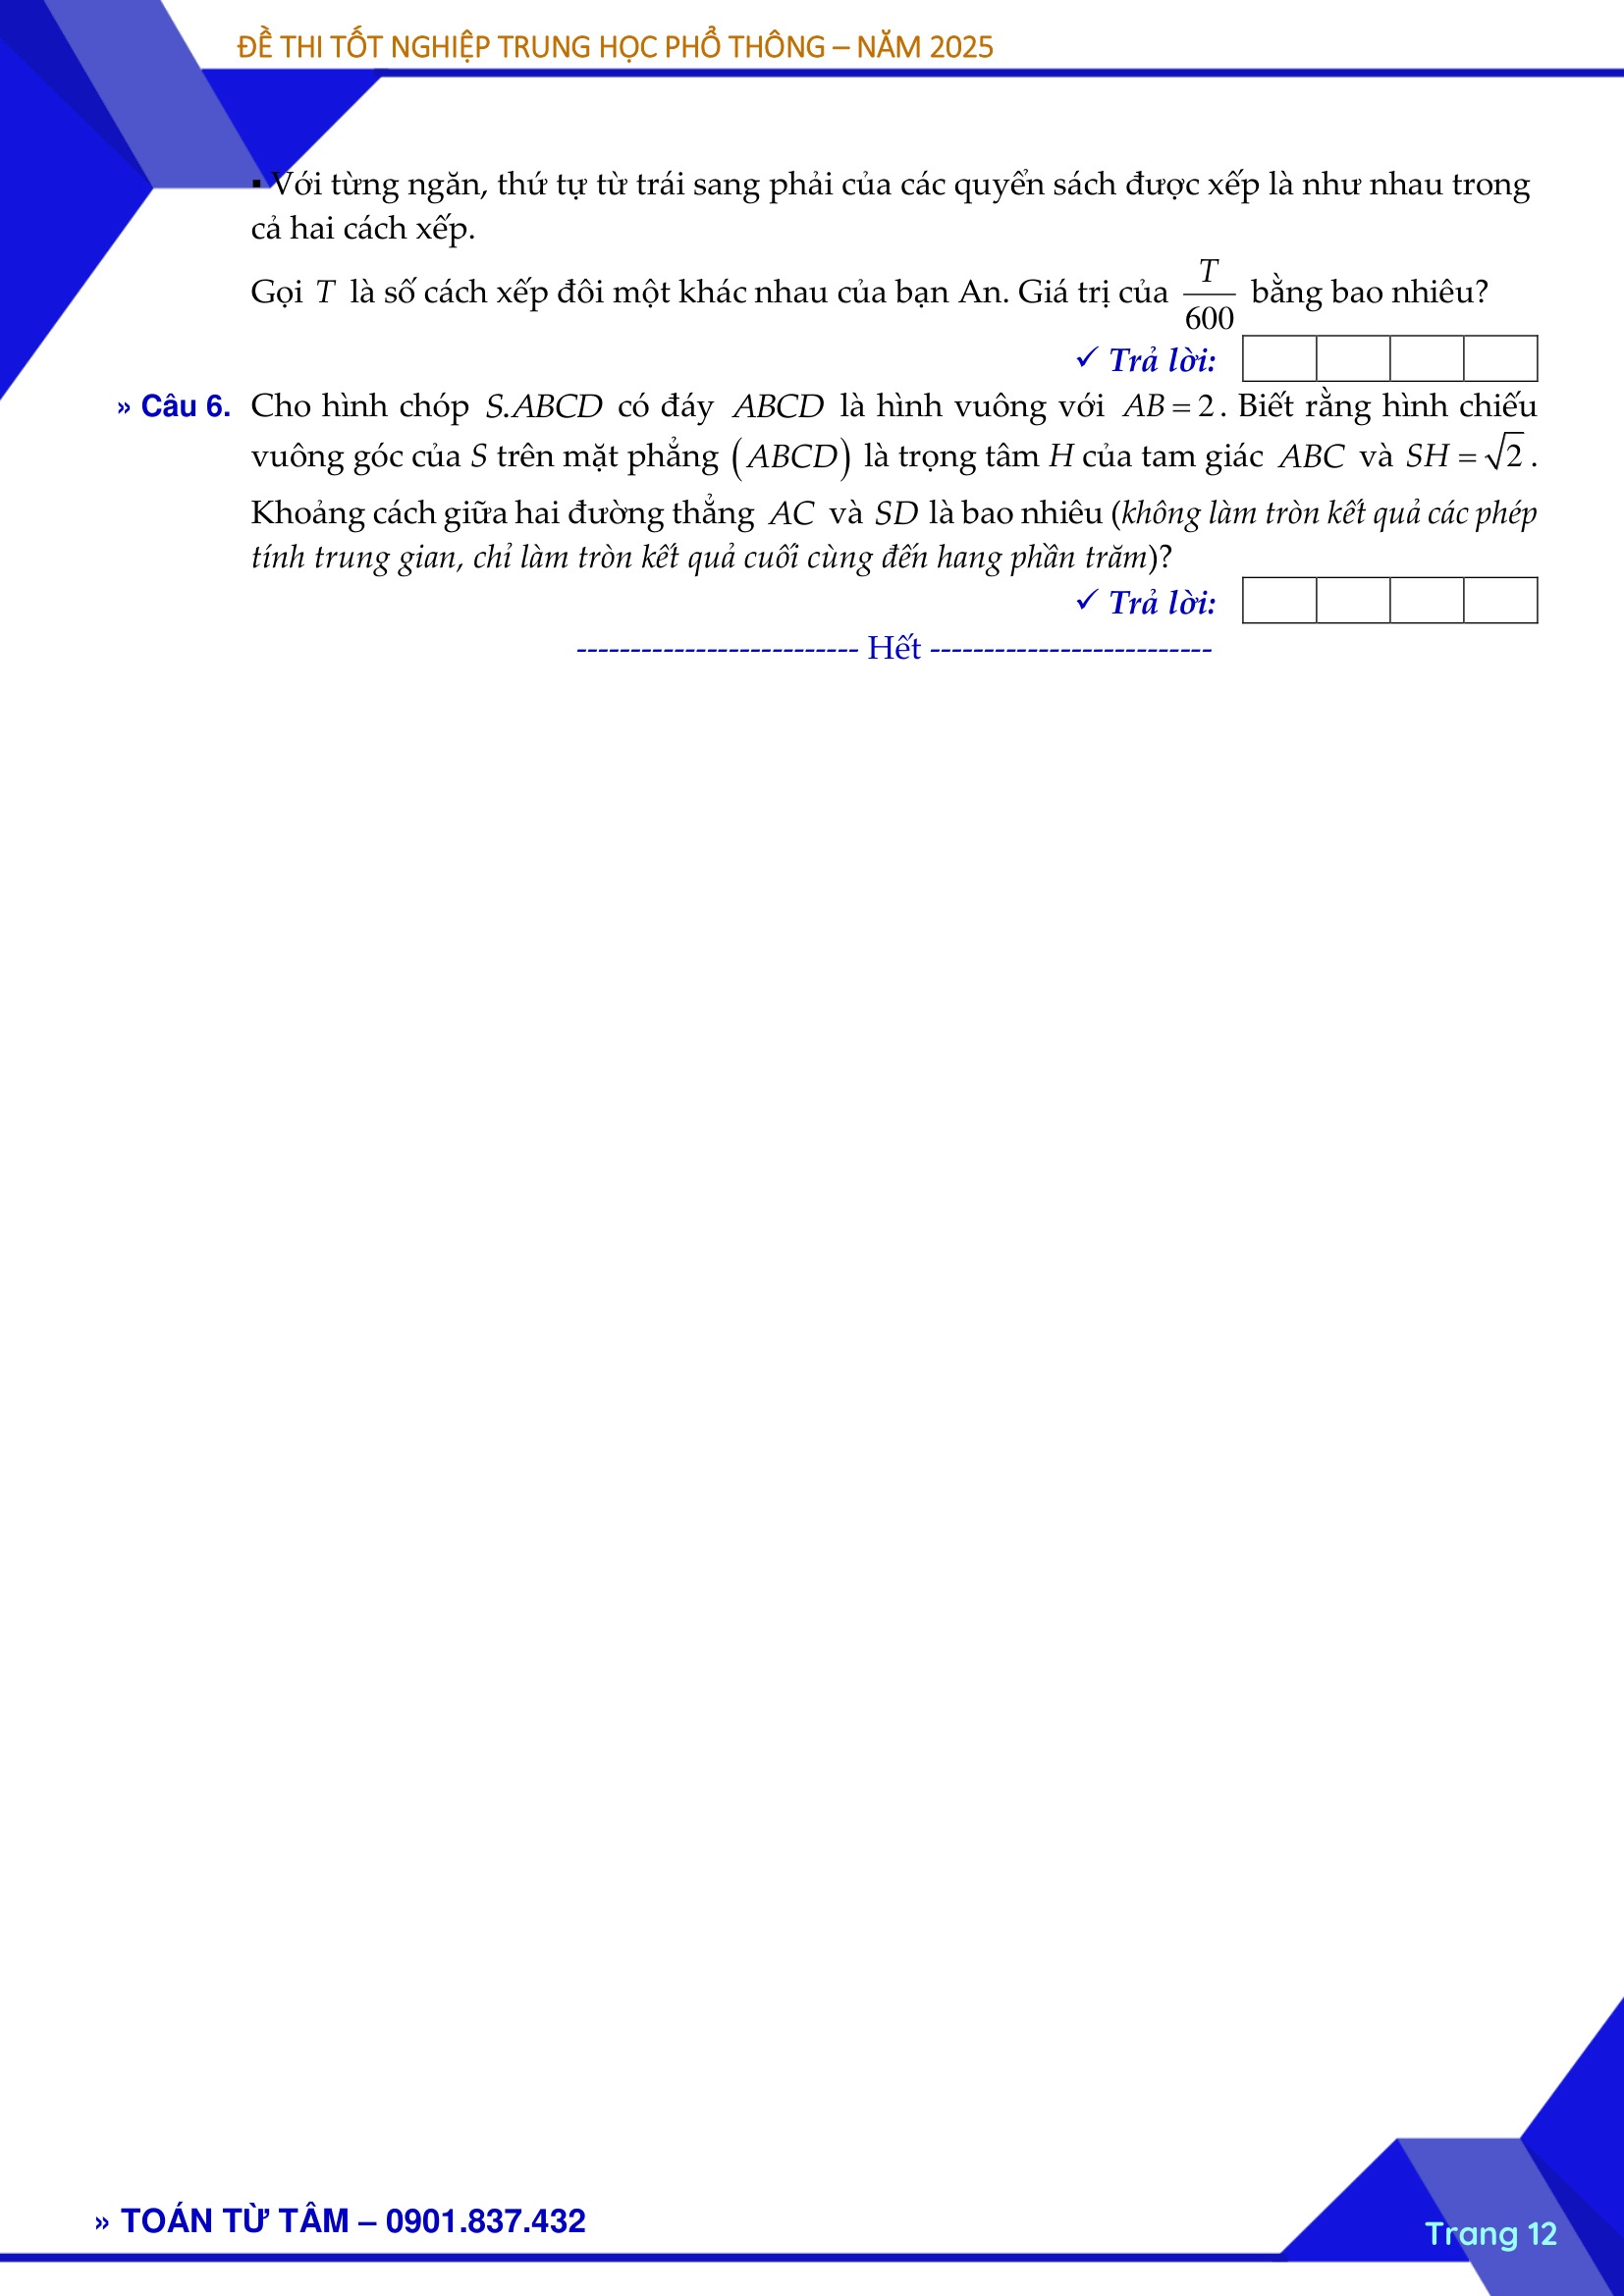 ĐỀ THI TỐT NGHIỆP TRUNG HỌC PHỔ THÔNG – NĂM 2025
▪ Với từng ngăn, thứ tự từ trái sang phải của các quyển sách được xếp là như nhau trong
cả hai cách xếp.
Gọi T là số cách xếp đôi một khác nhau của bạn An. Giá trị của T/600 bằng bao nhiêu?
✓ Trả lời:
» Câu 6. Cho hình chóp S.ABCD có đáy ABCD là hình vuông với AB = 2. Biết rằng hình chiếu
vuông góc của S trên mặt phẳng (ABCD) là trọng tâm H của tam giác ABC và SH = √2.
Khoảng cách giữa hai đường thẳng AC và SD là bao nhiêu (không làm tròn kết quả các phép
tính trung gian, chỉ làm tròn kết quả cuối cùng đến hang phần trăm)?
✓ Trả lời:
-------------------------- Hết --------------------------
» TOÁN TỪ TÂM – 0901.837.432
Trang 12